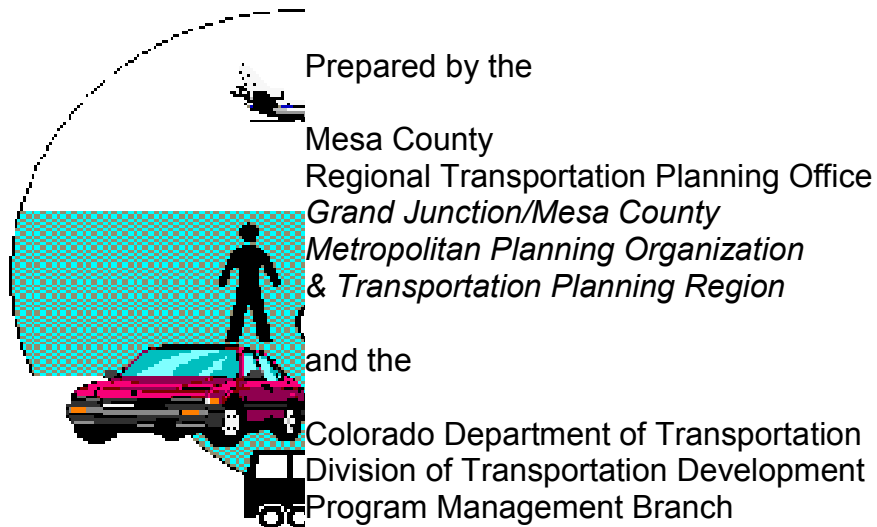 Prepared by the
Mesa County
Regional Transportation Planning Office
Grand Junction/Mesa County
Metropolitan Planning Organization
& Transportation Planning Region
and the
Colorado Department of Transportation
Division of Transportation Development
Program Management Branch